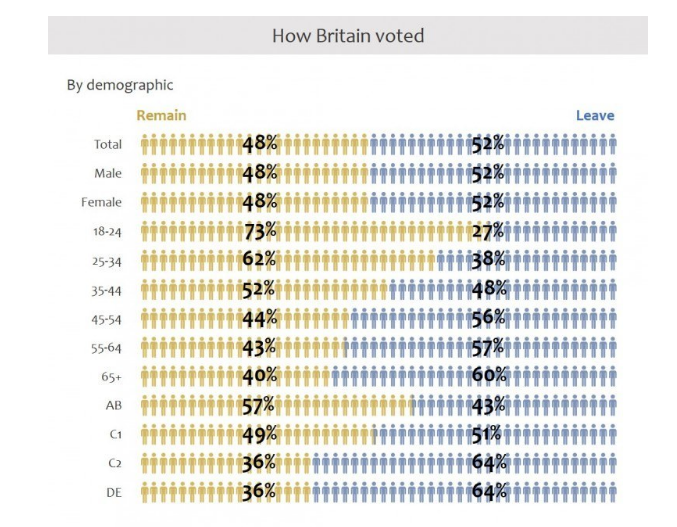 How Britain voted
By demographic
Remain Leave
Total 48% 52%
Male 48% 52%
Female 48% 52%
18-24 73% 27%
25-34 62% 38%
35-44 52% 48%
45-54 44% 56%
55-64 43% 57%
65+ 40% 60%
AB 57% 43%
C1 49% 51%
C2 36% 64%
DE 36% 64%